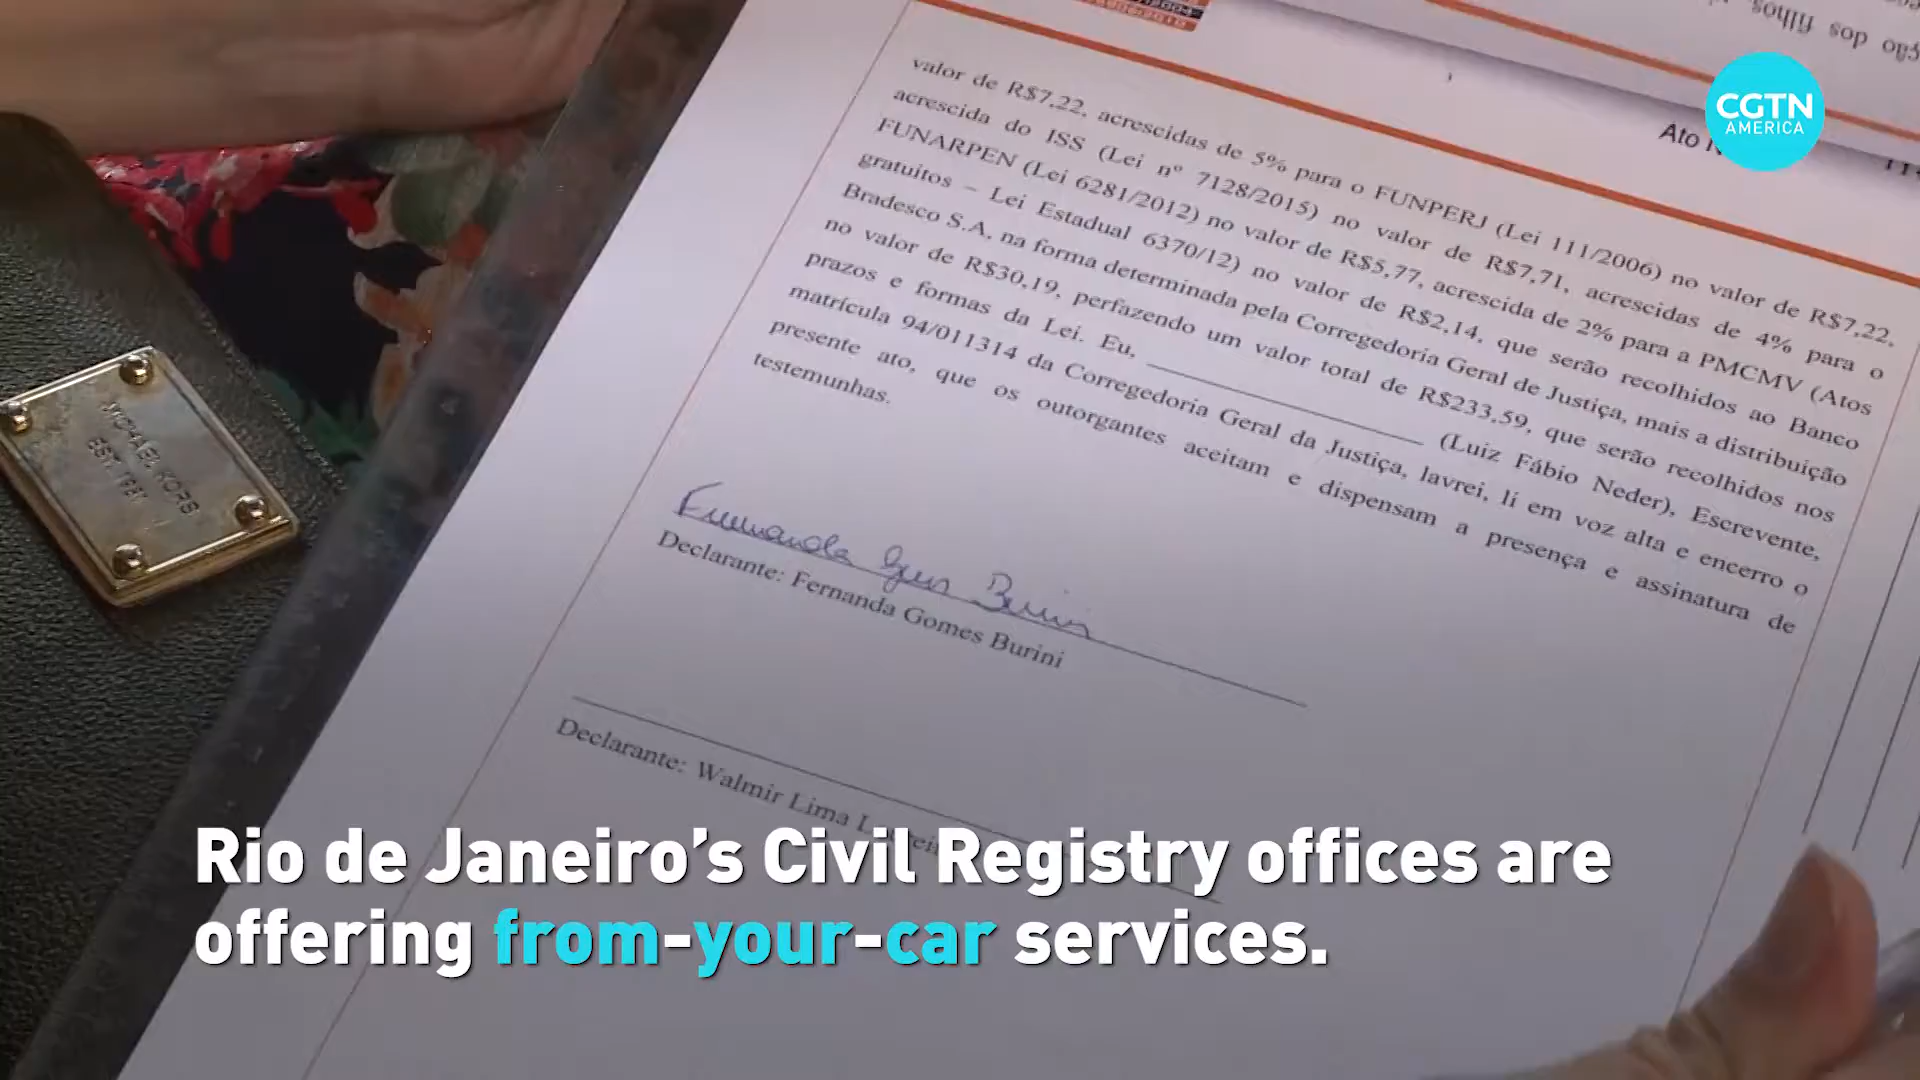 ção dos filhos,
CGTN
AMERICA
Ato
valor de R$7,22, acrescidas de 5% para o FUNPERJ (Lei 111/2006) no valor de R$7,22,
acrescida do ISS (Lei nº 7128/2015) no valor de R$7,71, acrescidas de 4% para o
FUNARPEN (Lei 6281/2012) no valor de R$5,77, acrescida de 2% para a PMCMV (Atos
gratuitos – Lei Estadual 6370/12) no valor de R$2,14, que serão recolhidos ao Banco
Bradesco S.A, na forma determinada pela Corregedoria Geral de Justiça, mais a distribuição
no valor de R$30,19, perfazendo um valor total de R$233,59, que serão recolhidos nos
prazos e formas da Lei. Eu, (Luiz Fábio Neder), Escrevente,
matrícula 94/011314 da Corregedoria Geral da Justiça, lavrei, lí em voz alta e encerro o
presente ato, que os outorgantes aceitam e dispensam a presença e assinatura de
testemunhas.
MICHAEL KORS
EST. 1981
Fernanda Gomes Burini
Declarante: Fernanda Gomes Burini
Declarante: Walmir Lima
Rio de Janeiro’s Civil Registry offices are
offering from-your-car services.